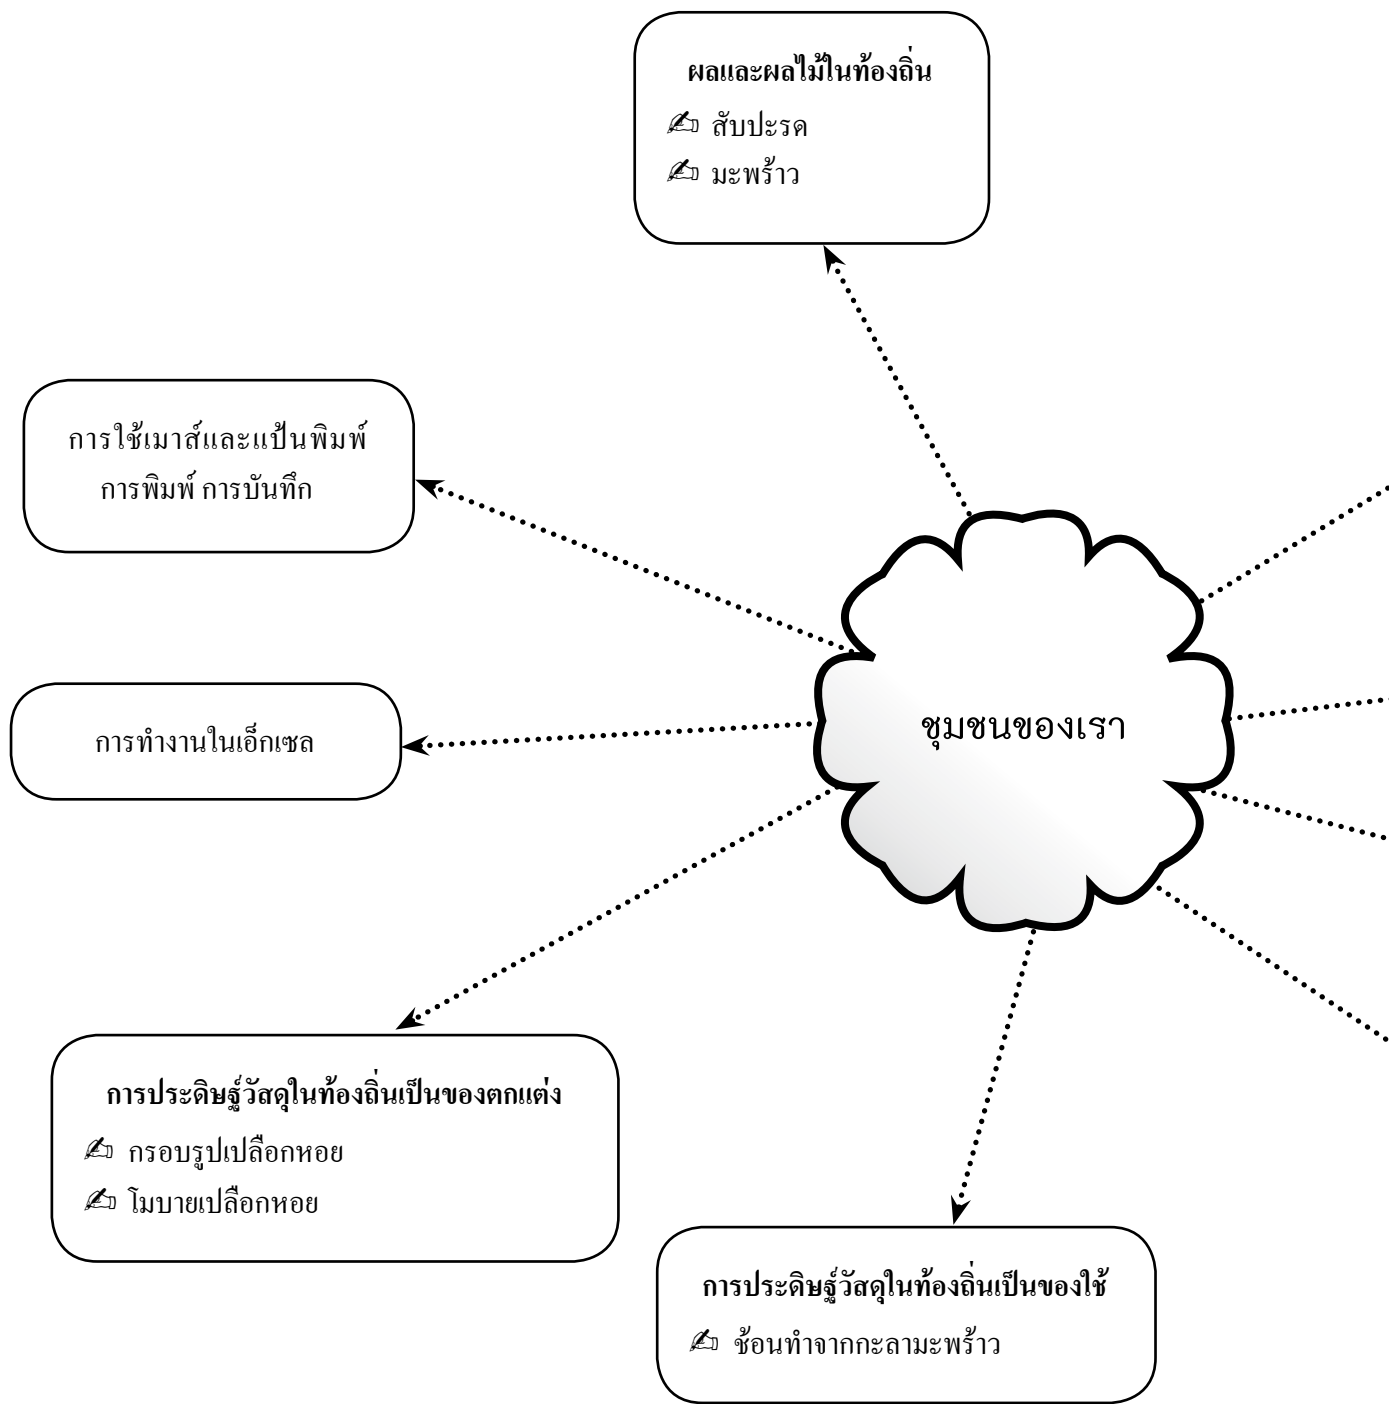 ผลและผลไม้ในท้องถิ่น
✍ สับปะรด
✍ มะพร้าว
การใช้เมาส์และแป้นพิมพ์
การพิมพ์ การบันทึก
ชุมชนของเรา
การทำงานในเอ็กเซล
การประดิษฐ์วัสดุในท้องถิ่นเป็นของตกแต่ง
✍ กรอบรูปเปลือกหอย
✍ โมบายเปลือกหอย
การประดิษฐ์วัสดุในท้องถิ่นเป็นของใช้
✍ ช้อนทำจากกะลามะพร้าว